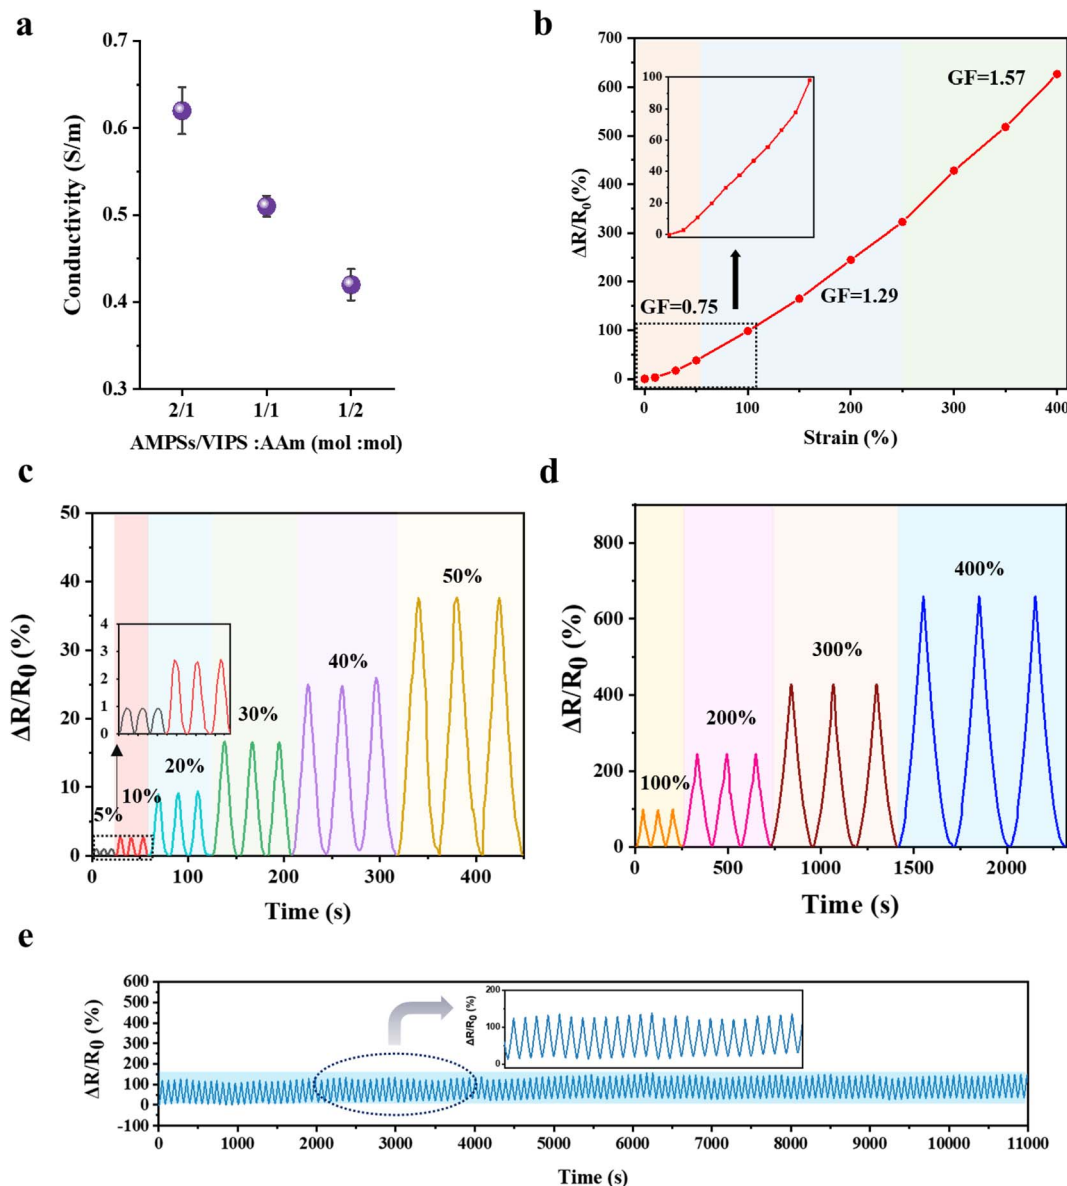 a
0.7
0.6
0.5
0.4
0.3
Conductivity (S/m)
2/1 1/1 1/2
AMPSs/VIPS :AAm (mol :mol)
b
700
600
500
400
300
200
100
0
ΔR/R0(%)
100
80
60
40
20
0
GF=0.75
GF=1.29
GF=1.57
0 100 200 300 400
Strain (%)
c
50
40
35
30
25
20
15
10
5
0
ΔR/R0 (%)
4
3
2
1
0
5%
10%
20%
30%
40%
50%
0 100 200 300 400
Time (s)
d
800
600
400
200
0
ΔR/R0 (%)
100%
200%
300%
400%
0 500 1000 1500 2000
Time (s)
e
600
500
400
300
200
100
0
-100
ΔR/R0 (%)
200
100
0
ΔR/R0 (%)
0 1000 2000 3000 4000 5000 6000 7000 8000 9000 10000 11000
Time (s)